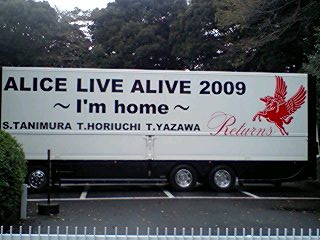 ALICE LIVE ALIVE 2009
～I'm home～
S.TANIMURA T.HORIUCHI T.YAZAWA
Returns